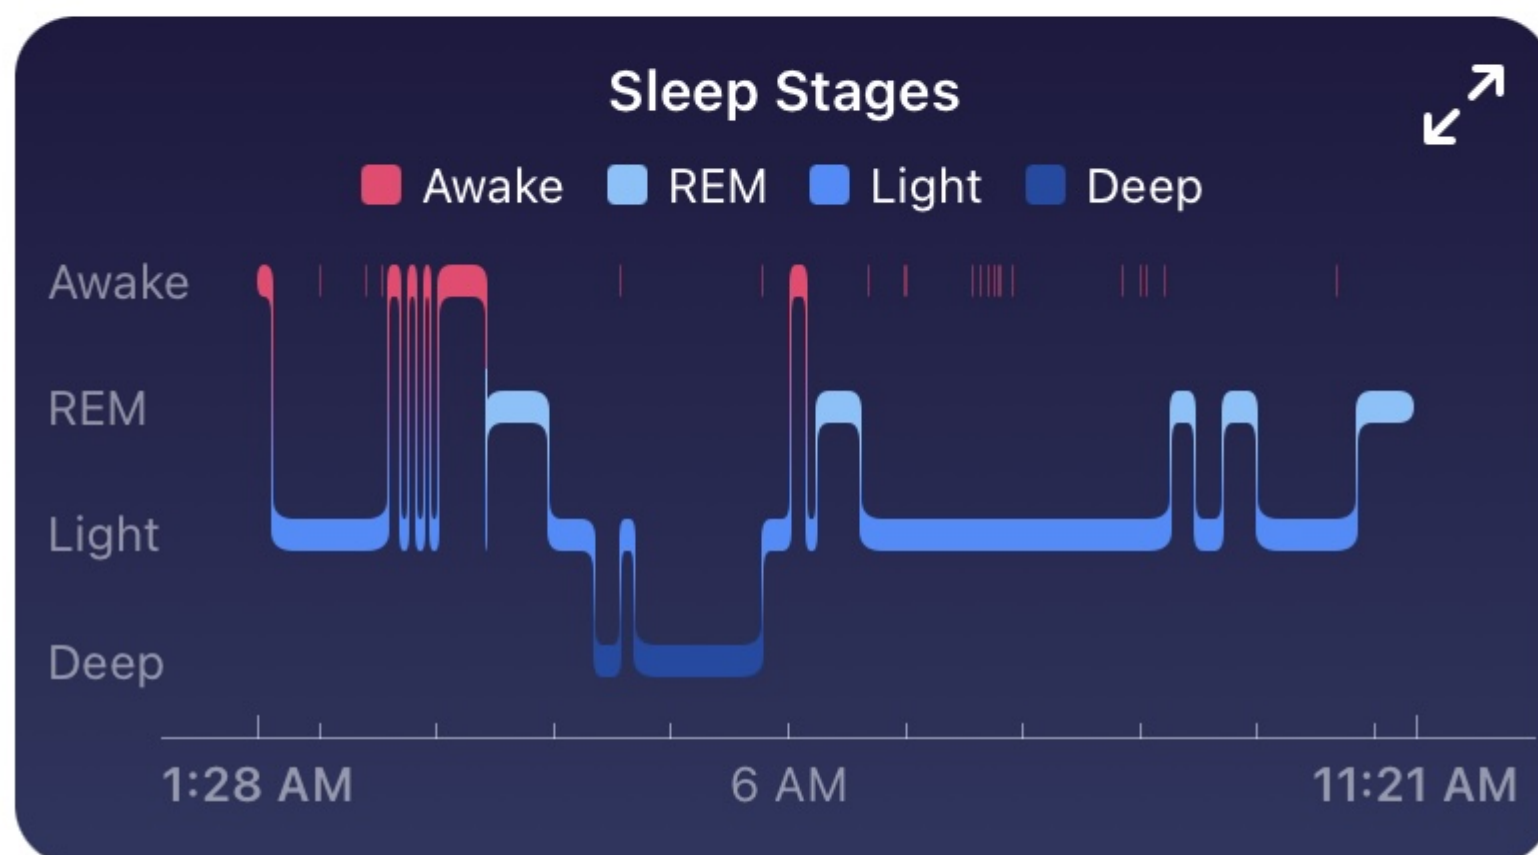 Sleep Stages
Awake REM Light Deep
Awake
REM
Light
Deep
1:28 AM 6 AM 11:21 AM